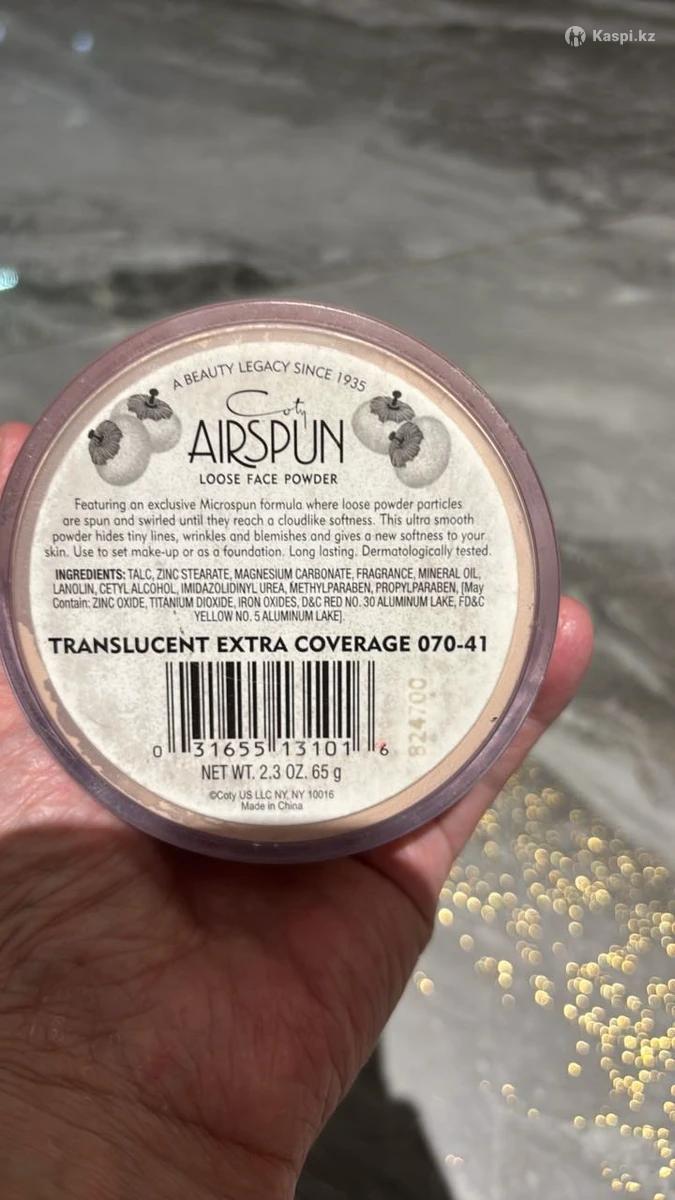 Kaspi.kz
A BEAUTY LEGACY SINCE 1935
Coty
AIRSPUN
LOOSE FACE POWDER
Featuring an exclusive Microspun formula where loose powder particles
are spun and swirled until they reach a cloudlike softness. This ultra smooth
powder hides tiny lines, wrinkles and blemishes and gives a new softness to your
skin. Use to set make-up or as a foundation. Long lasting. Dermatologically tested.
INGREDIENTS: TALC, ZINC STEARATE, MAGNESIUM CARBONATE, FRAGRANCE, MINERAL OIL,
LANOLIN, CETYL ALCOHOL, IMIDAZOLIDINYL UREA, METHYLPARABEN, PROPYLPARABEN, [May
Contain: ZINC OXIDE, TITANIUM DIOXIDE, IRON OXIDES, D&C RED NO. 30 ALUMINUM LAKE, FD&C
YELLOW NO. 5 ALUMINUM LAKE].
TRANSLUCENT EXTRA COVERAGE 070-41
0 31655 13101 6
824700
NET WT. 2.3 OZ. 65 g
©Coty US LLC NY, NY 10016
Made in China